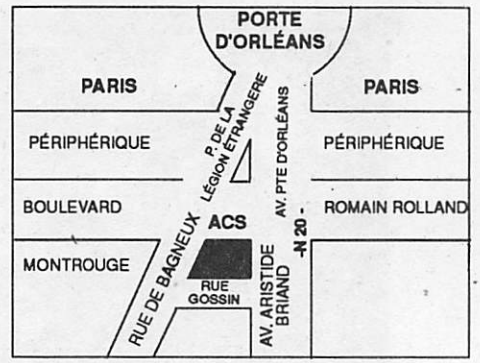 PORTE
D'ORLÉANS
PARIS
PARIS
P. DE LA
LÉGION ÉTRANGERE
AV. PTE D'ORLÉANS
PÉRIPHÉRIQUE
PÉRIPHÉRIQUE
BOULEVARD
ROMAIN ROLLAND
ACS
-N 20-
MONTROUGE
RUE DE BAGNEUX
RUE
GOSSIN
AV. ARISTIDE
BRIAND